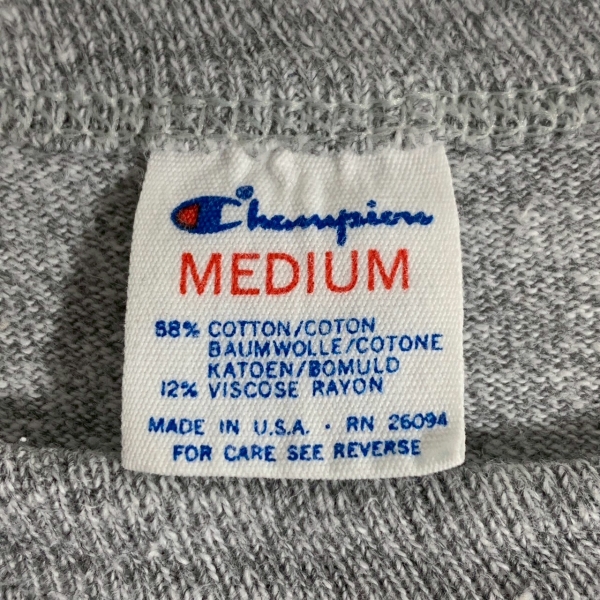 Champion
MEDIUM
88% COTTON/COTON
BAUMWOLLE/COTONE
KATOEN/BOMULD
12% VISCOSE RAYON
MADE IN U.S.A. · RN 26094
FOR CARE SEE REVERSE